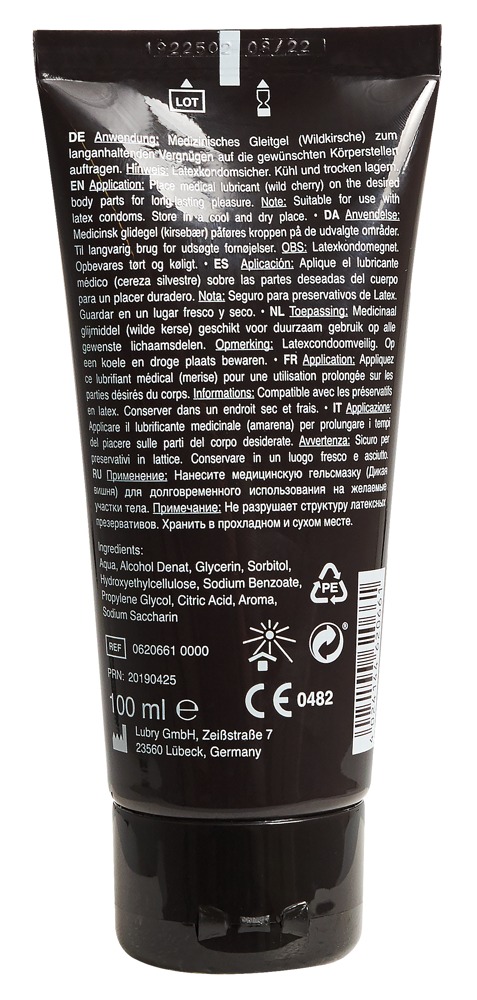 1922502 08/22
LOT
DE Anwendung: Medizinisches Gleitgel (Wildkirsche) zum
langanhaltenden Vergnügen auf die gewünschten Körperstellen
auftragen. Hinweis: Latexkondomsicher. Kühl und trocken lagern.
EN Application: Place medical lubricant (wild cherry) on the desired
body parts for long-lasting pleasure. Note: Suitable for use with
latex condoms. Store in a cool and dry place. • DA Anvendelse:
Medicinsk glidegel (kirsebær) påføres kroppen på de udvalgte områder.
Til langvarig brug for udsøgte fornøjelser. OBS: Latexkondomegnet.
Opbevares tørt og køligt. • ES Aplicación: Aplique el lubricante
médico (cereza silvestre) sobre las partes deseadas del cuerpo
para un placer duradero. Nota: Seguro para preservativos de Latex.
Guardar en un lugar fresco y seco. • NL Toepassing: Medicinaal
glijmiddel (wilde kerse) geschikt voor duurzaam gebruik op alle
gewenste lichaamsdelen. Opmerking: Latexcondoomveilig. Op
een koele en droge plaats bewaren. • FR Application: Appliquez
ce lubrifiant médical (merise) pour une utilisation prolongée sur les
parties désirés du corps. Informations: Compatible avec les préservatifs
en latex. Conserver dans un endroit sec et frais. • IT Applicazione:
Applicare il lubrificante medicinale (amarena) per prolungare i tempi
del piacere sulle parti del corpo desiderate. Avvertenza: Sicuro per
preservativi in lattice. Conservare in un luogo fresco e asciutto.
RU Применение: Нанесите медицинскую гельсмазку (Дикая
вишня) для долговременного использования на желаемые
участки тела. Примечание: Не разрушает структуру латексных
презервативов. Хранить в прохладном и сухом месте.
Ingredients:
Aqua, Alcohol Denat, Glycerin, Sorbitol,
Hydroxyethylcellulose, Sodium Benzoate,
Propylene Glycol, Citric Acid, Aroma,
Sodium Saccharin
PE
REF 0620661 0000
PRN: 20190425
100 ml e
CE 0482
Lubry GmbH, Zeißstraße 7
23560 Lübeck, Germany